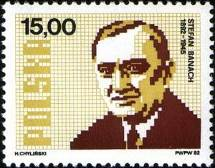 15,00
POLSKA
STEFAN BANACH
1892-1945
H.CHYLIŃSKI
PWPW 82